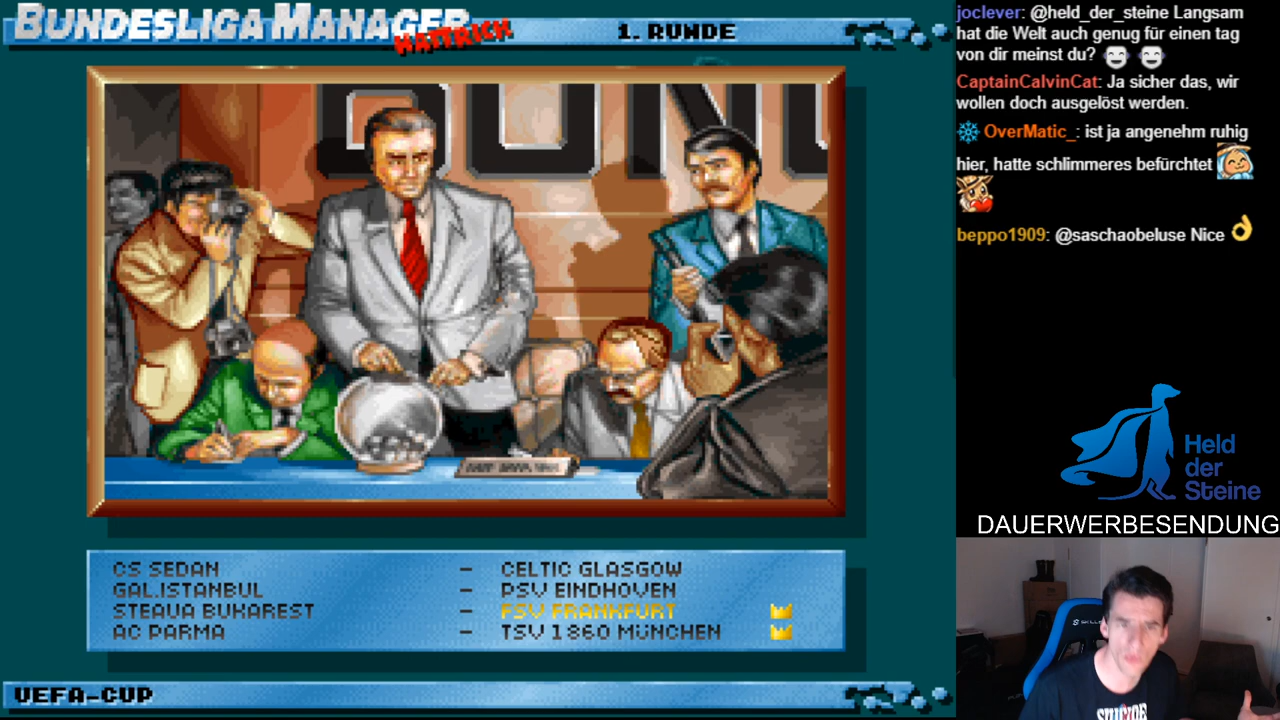 BUNDESLIGA MANAGER
HATTRICK
1. RUNDE
BUND
CS SEDAN - CELTIC GLASGOW
GAL.ISTANBUL - PSV EINDHOVEN
STEAUA BUKAREST - FSV FRANKFURT
AC PARMA - TSV 1860 MÜNCHEN
UEFA-CUP
joclever: @held_der_steine Langsam
hat die Welt auch genug für einen tag
von dir meinst du?
CaptainCalvinCat: Ja sicher das, wir
wollen doch ausgelöst werden.
OverMatic_: ist ja angenehm ruhig
hier, hatte schlimmeres befürchtet
beppo1909: @saschaobeluse Nice
Held
der
Steine
DAUERWERBESENDUNG